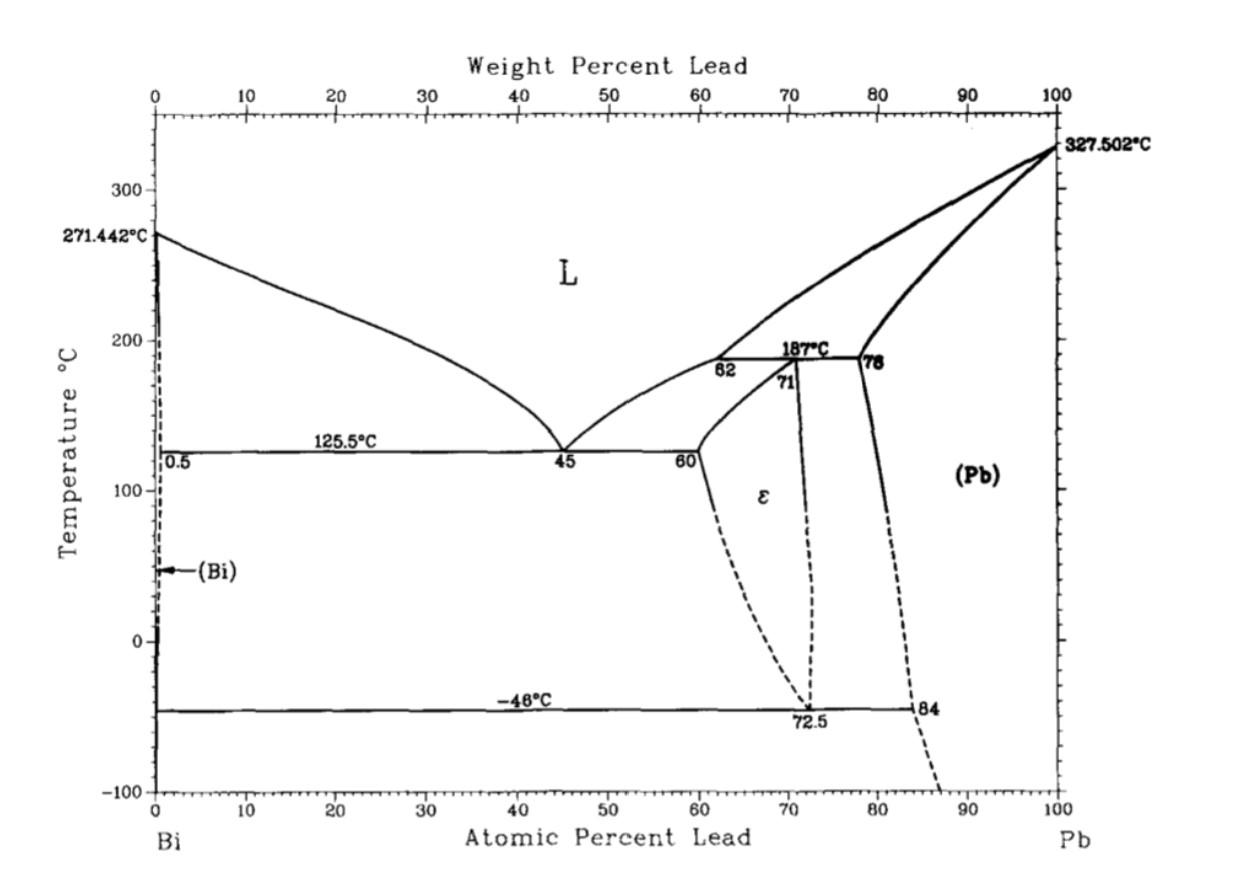 Weight Percent Lead
0 10 20 30 40 50 60 70 80 90 100
327.502°C
300
271.442°C
L
200
187°C
62
71
78
125.5°C
0.5
45
60
100
ε
(Pb)
Temperature °C
(Bi)
0
-46°C
72.5
84
-100
0 10 20 30 40 50 60 70 80 90 100
Bi
Atomic Percent Lead
Pb